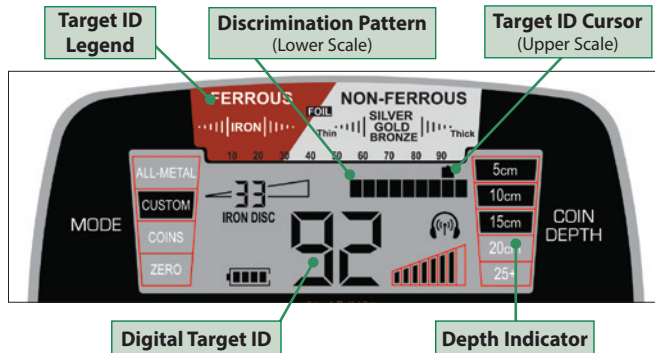 Target ID
Legend
Discrimination Pattern
(Lower Scale)
Target ID Cursor
(Upper Scale)
FERROUS
NON-FERROUS
IRON
FOIL
Thin
SILVER
GOLD
BRONZE
Thick
10 20 30 40 50 60 70 80 90
MODE
ALL-METAL
CUSTOM
COINS
ZERO
33
IRON DISC
92
5cm
10cm
15cm
20cm
25+
COIN
DEPTH
Digital Target ID
Depth Indicator